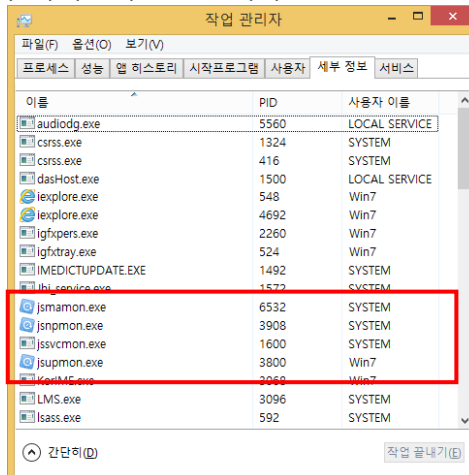 작업 관리자
파일(F) 옵션(O) 보기(V)
프로세스 성능 앱 히스토리 시작프로그램 사용자 세부 정보 서비스
이름 PID 사용자 이름
audiodg.exe 5560 LOCAL SERVICE
csrss.exe 1324 SYSTEM
csrss.exe 416 SYSTEM
dasHost.exe 1500 LOCAL SERVICE
iexplore.exe 548 Win7
iexplore.exe 4692 Win7
igfxpers.exe 2260 Win7
igfxtray.exe 524 Win7
IMEDICTUPDATE.EXE 1492 SYSTEM
1572 SYSTEM
jsmamon.exe 6532 SYSTEM
jsnpmon.exe 3908 SYSTEM
jssvcmon.exe 1600 SYSTEM
jsupmon.exe 3800 Win7
KorIME.exe 3068 Win7
LMS.exe 3096 SYSTEM
lsass.exe 592 SYSTEM
간단히(D) 작업 끝내기(E)